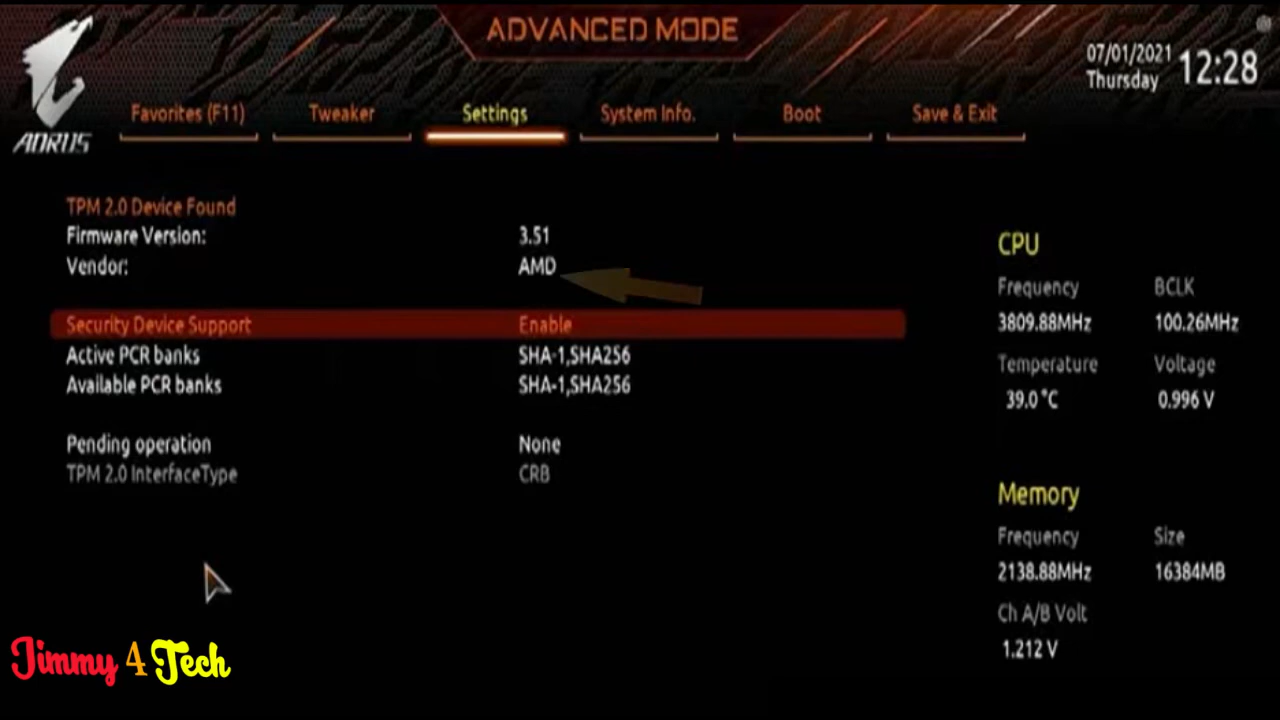 ADVANCED MODE
07/01/2021 12:28
Thursday
Favorites (F11) Tweaker Settings System Info. Boot Save & Exit
AORUS
TPM 2.0 Device Found
Firmware Version: 3.51
Vendor: AMD
Security Device Support Enable
Active PCR banks SHA-1,SHA256
Available PCR banks SHA-1,SHA256
Pending operation None
TPM 2.0 InterfaceType CRB
CPU
Frequency BCLK
3809.88MHz 100.26MHz
Temperature Voltage
39.0 °C 0.996 V
Memory
Frequency Size
2138.88MHz 16384MB
Ch A/B Volt
1.212 V
Jimmy 4 Tech